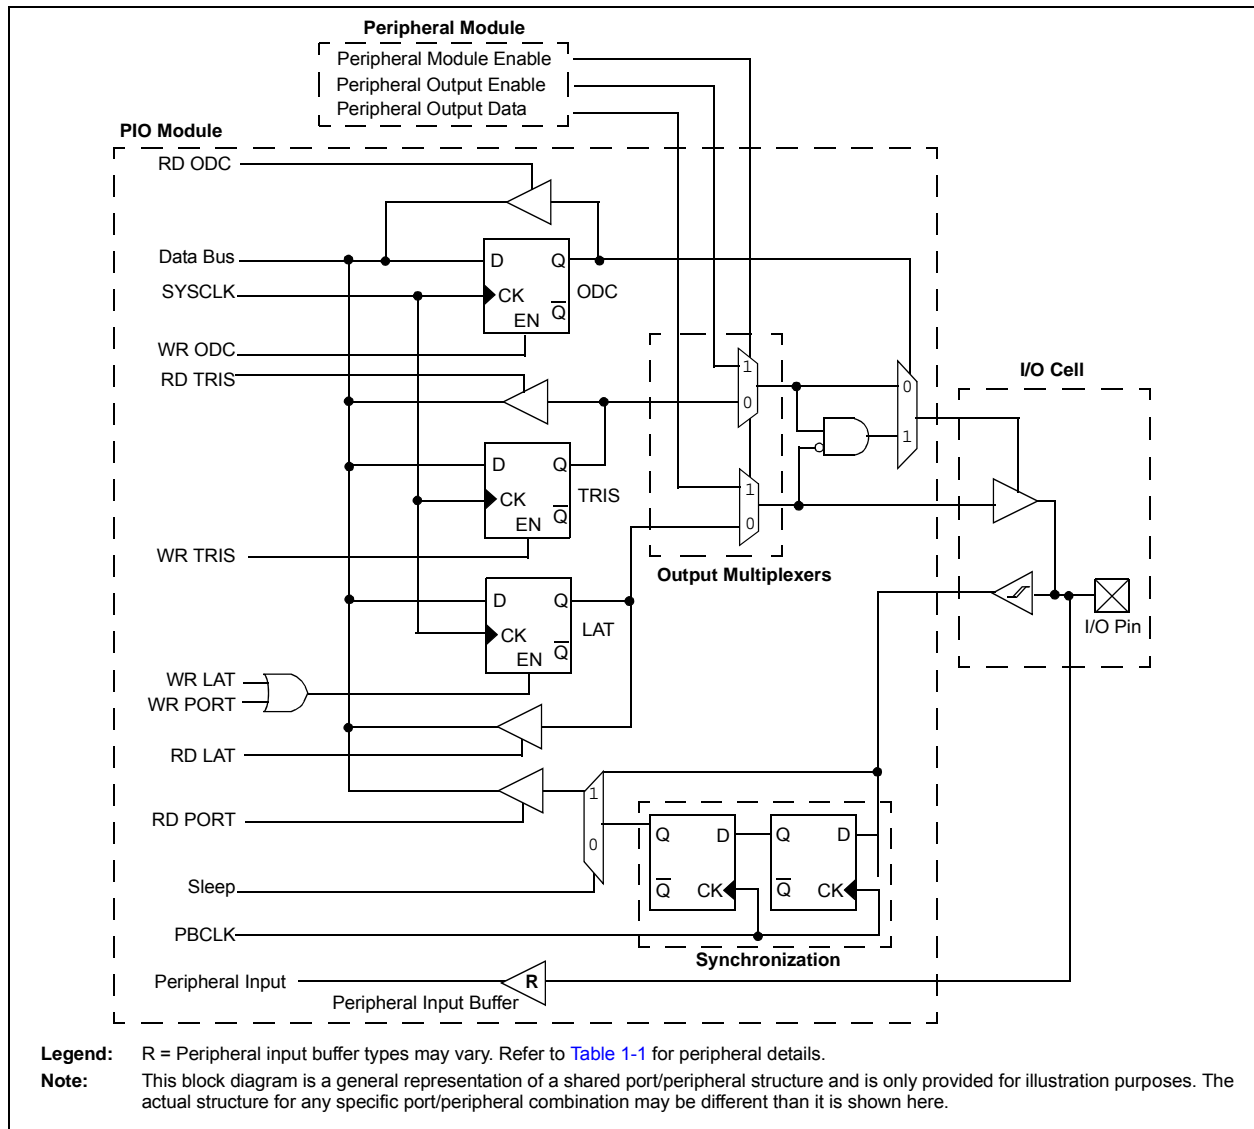 Peripheral Module
Peripheral Module Enable
Peripheral Output Enable
Peripheral Output Data
PIO Module
RD ODC
Data Bus
D
Q
SYSCLK
CK
Q
ODC
EN
WR ODC
RD TRIS
1
0
0
1
I/O Cell
D
Q
CK
Q
TRIS
EN
1
0
WR TRIS
Output Multiplexers
D
Q
CK
Q
LAT
EN
I/O Pin
WR LAT
WR PORT
RD LAT
1
0
RD PORT
Q
D
Q
D
Sleep
Q
CK
Q
CK
PBCLK
Synchronization
Peripheral Input
R
Peripheral Input Buffer
Legend: R = Peripheral input buffer types may vary. Refer to Table 1-1 for peripheral details.
Note: This block diagram is a general representation of a shared port/peripheral structure and is only provided for illustration purposes. The
actual structure for any specific port/peripheral combination may be different than it is shown here.